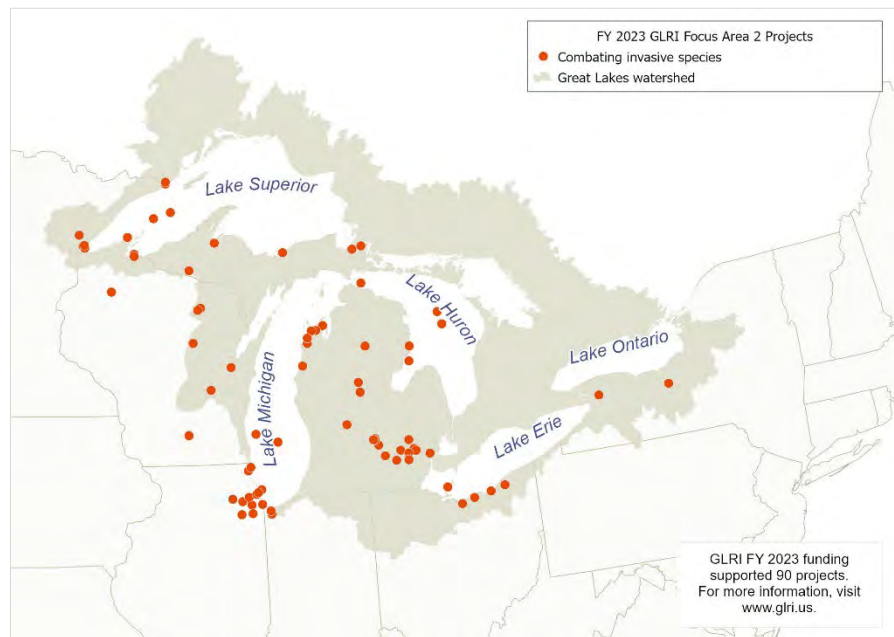 FY 2023 GLRI Focus Area 2 Projects
Combating invasive species
Great Lakes watershed
Lake Superior
Lake Huron
Lake Ontario
Lake Michigan
Lake Erie
GLRI FY 2023 funding
supported 90 projects.
For more information, visit
www.glri.us.